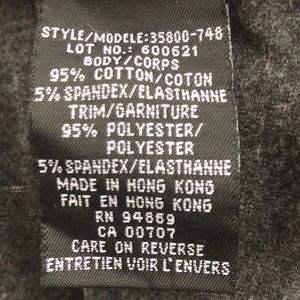 STYLE/MODELE:35800-748
LOT NO.: 600621
BODY/CORPS
95% COTTON/COTON
5% SPANDEX/ELASTHANNE
TRIM/GARNITURE
95% POLYESTER/
POLYESTER
5% SPANDEX/ELASTHANNE
MADE IN HONG KONG
FAIT EN HONG KONG
RN 94869
CA 00707
CARE ON REVERSE
ENTRETIEN VOIR L'ENVERS